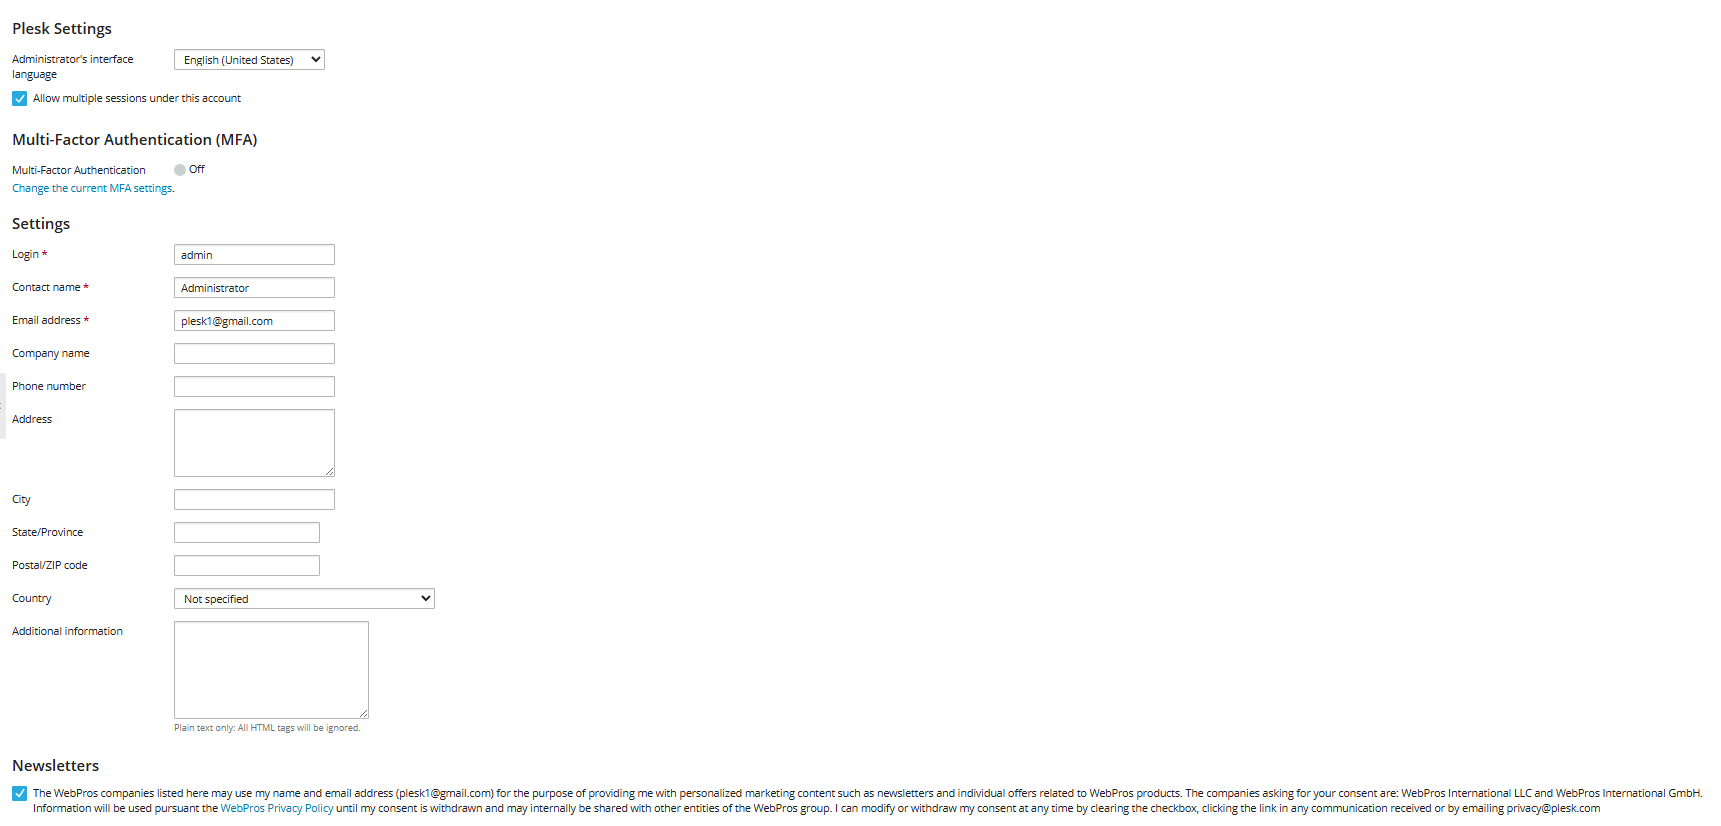 Plesk Settings
Administrator's interface
language
English (United States)
Allow multiple sessions under this account
Multi-Factor Authentication (MFA)
Multi-Factor Authentication
Off
Change the current MFA settings.
Settings
Login *
admin
Contact name *
Administrator
Email address *
plesk1@gmail.com
Company name
Phone number
Address
City
State/Province
Postal/ZIP code
Country
Not specified
Additional information
Plain text only: All HTML tags will be ignored.
Newsletters
The WebPros companies listed here may use my name and email address (plesk1@gmail.com) for the purpose of providing me with personalized marketing content such as newsletters and individual offers related to WebPros products. The companies asking for your consent are: WebPros International LLC and WebPros International GmbH.
Information will be used pursuant the WebPros Privacy Policy until my consent is withdrawn and may internally be shared with other entities of the WebPros group. I can modify or withdraw my consent at any time by clearing the checkbox, clicking the link in any communication received or by emailing privacy@plesk.com